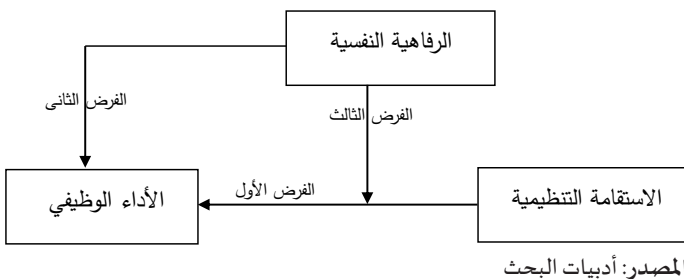 الرفاهية النفسية
الفرض الثانى
الفرض الثالث
الاستقامة التنظيمية
الفرض الأول
الأداء الوظيفي
المصدر: أدبيات البحث